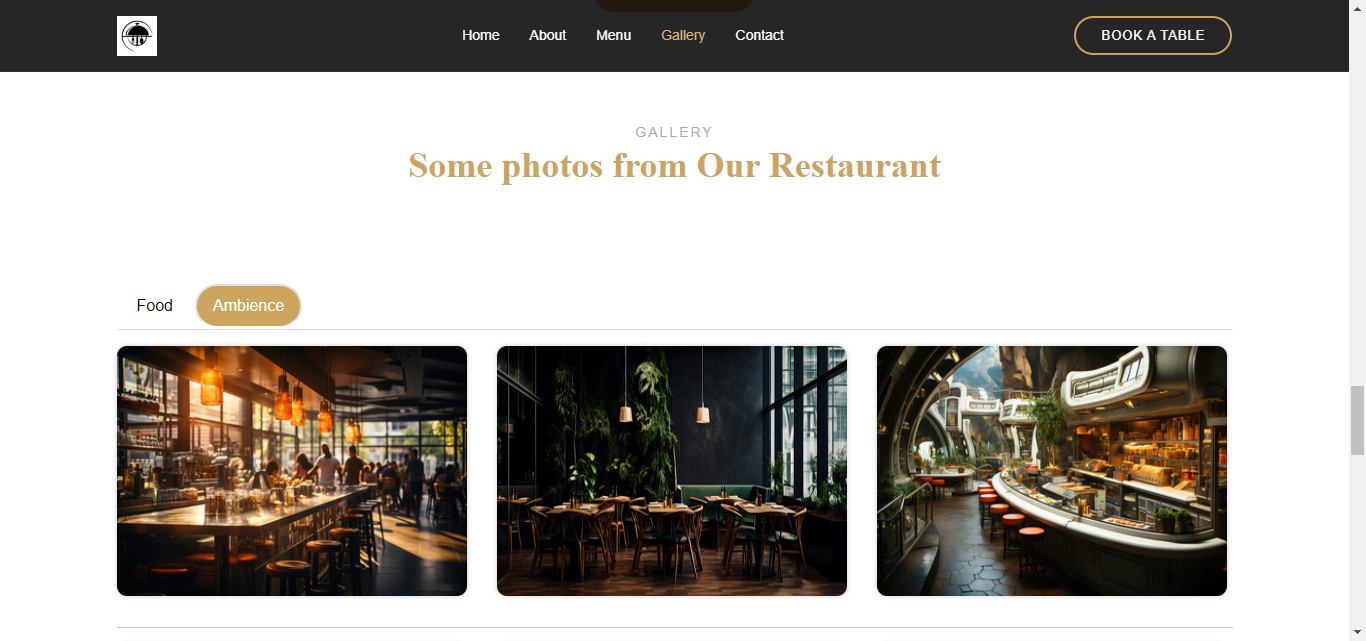 Home About Menu Gallery Contact BOOK A TABLE
GALLERY
Some photos from Our Restaurant
Food Ambience